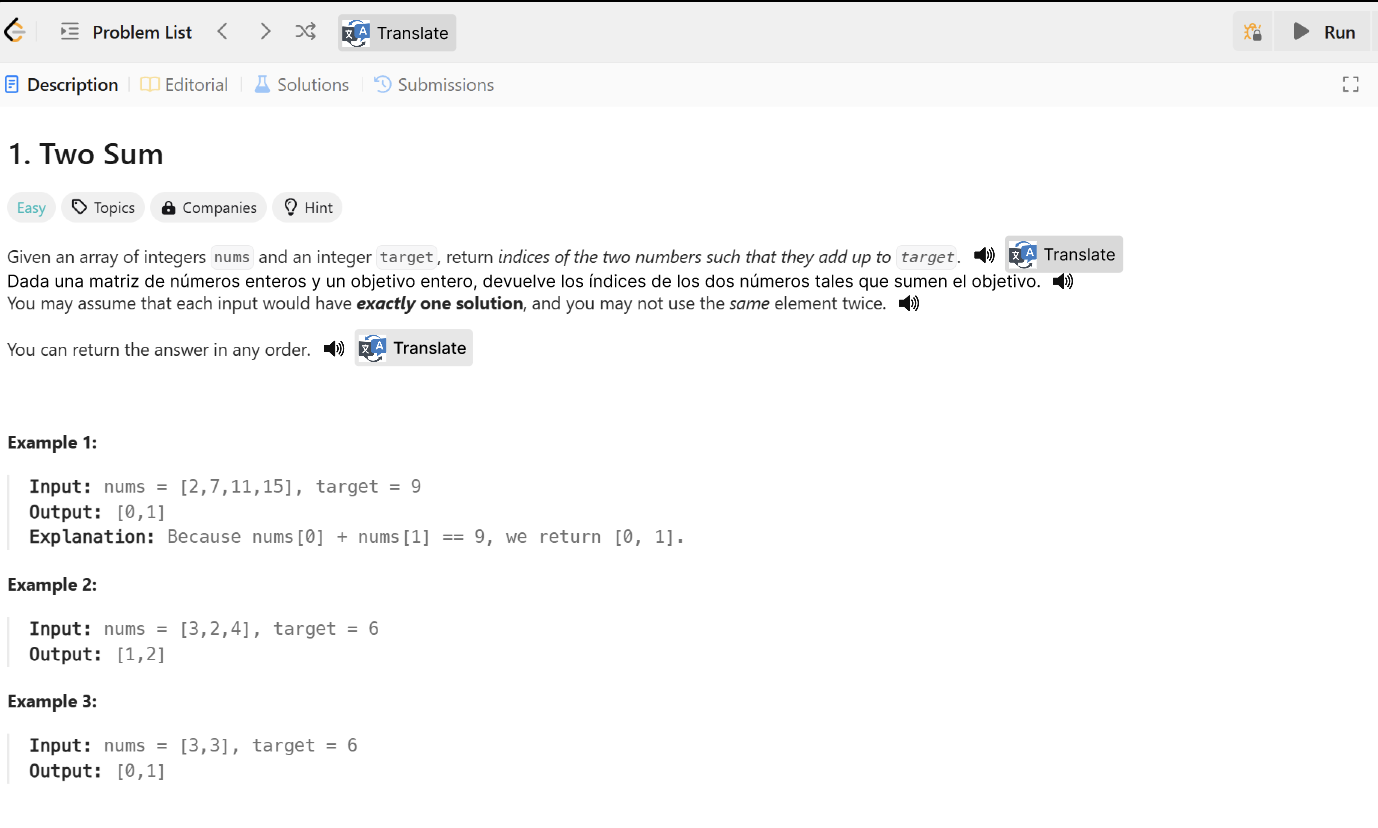 Problem List Translate Run
Description Editorial Solutions Submissions
1. Two Sum
Easy Topics Companies Hint
Given an array of integers nums and an integer target, return indices of the two numbers such that they add up to target. Translate
Dada una matriz de números enteros y un objetivo entero, devuelve los índices de los dos números tales que sumen el objetivo.
You may assume that each input would have exactly one solution, and you may not use the same element twice.
You can return the answer in any order. Translate
Example 1:
Input: nums = [2,7,11,15], target = 9
Output: [0,1]
Explanation: Because nums[0] + nums[1] == 9, we return [0, 1].
Example 2:
Input: nums = [3,2,4], target = 6
Output: [1,2]
Example 3:
Input: nums = [3,3], target = 6
Output: [0,1]